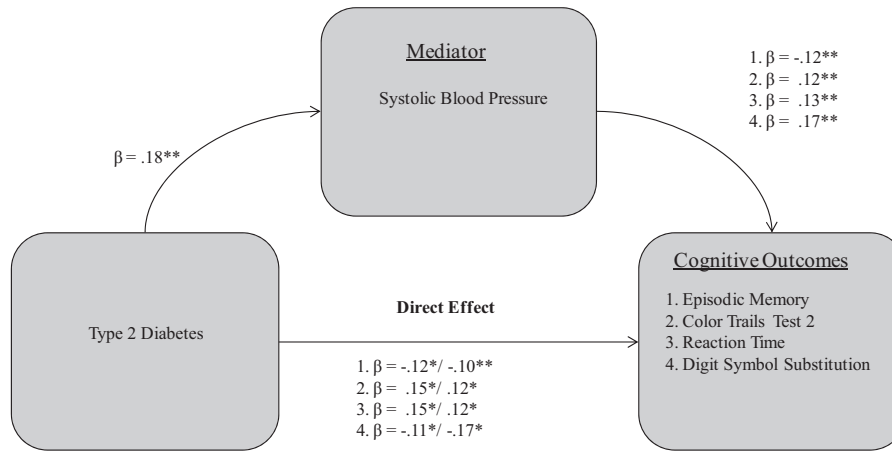 Mediator
Systolic Blood Pressure
1. β = -.12**
2. β = .12**
3. β = .13**
4. β = .17**
β = .18**
Type 2 Diabetes
Direct Effect
1. β = -.12*/ -.10**
2. β = .15*/ .12*
3. β = .15*/ .12*
4. β = -.11*/ -.17*
Cognitive Outcomes
1. Episodic Memory
2. Color Trails Test 2
3. Reaction Time
4. Digit Symbol Substitution